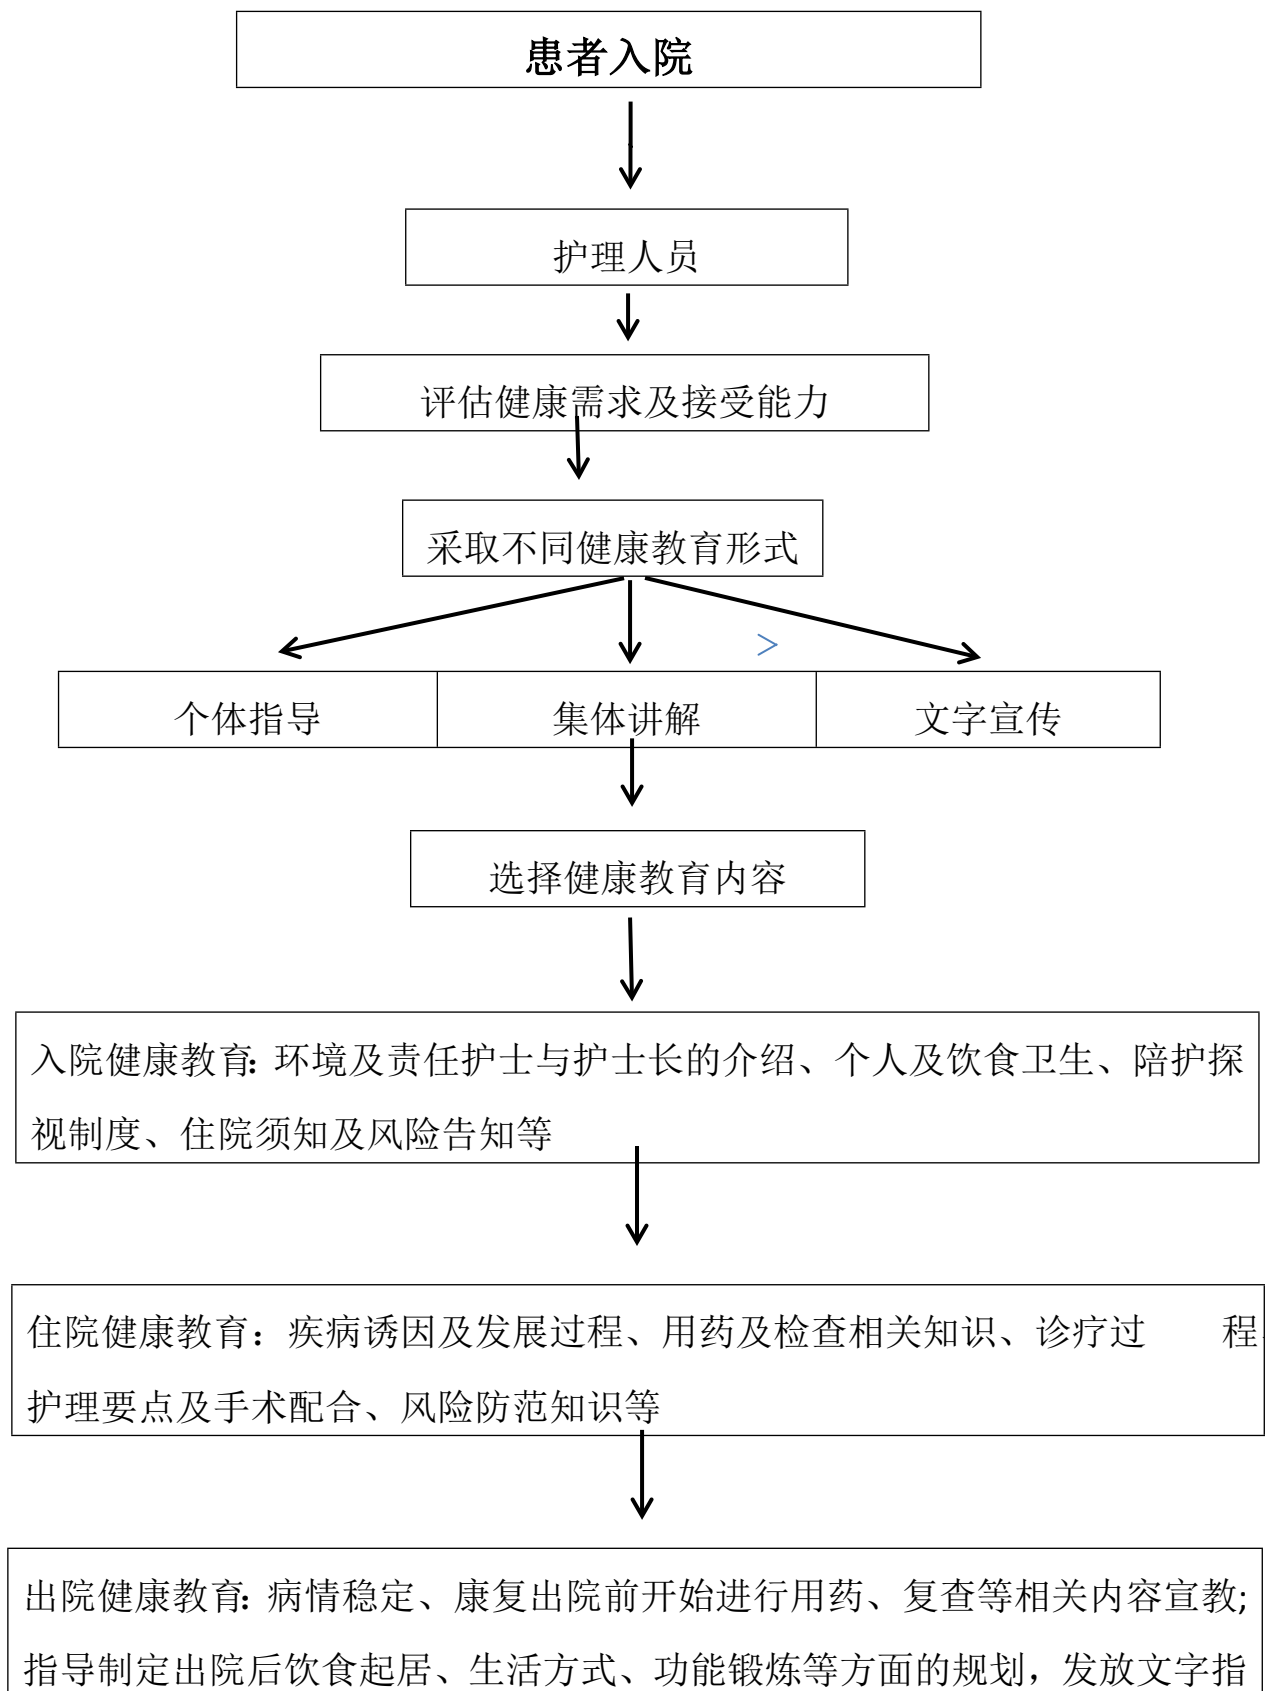 患者入院
护理人员
评估健康需求及接受能力
采取不同健康教育形式
>
个体指导 集体讲解 文字宣传
选择健康教育内容
入院健康教育:环境及责任护士与护士长的介绍、个人及饮食卫生、陪护探
视制度、住院须知及风险告知等
住院健康教育：疾病诱因及发展过程、用药及检查相关知识、诊疗过 程
护理要点及手术配合、风险防范知识等
出院健康教育:病情稳定、康复出院前开始进行用药、复查等相关内容宣教;
指导制定出院后饮食起居、生活方式、功能锻炼等方面的规划，发放文字指